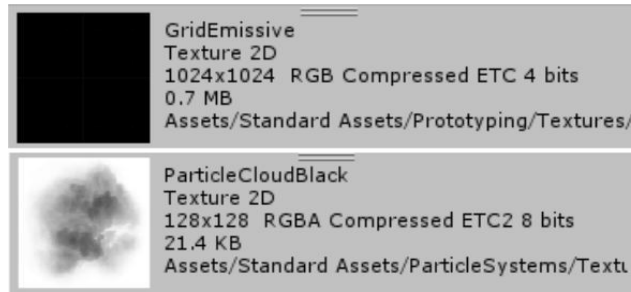 GridEmissive
Texture 2D
1024x1024 RGB Compressed ETC 4 bits
0.7 MB
Assets/Standard Assets/Prototyping/Textures/
ParticleCloudBlack
Texture 2D
128x128 RGBA Compressed ETC2 8 bits
21.4 KB
Assets/Standard Assets/ParticleSystems/Textu